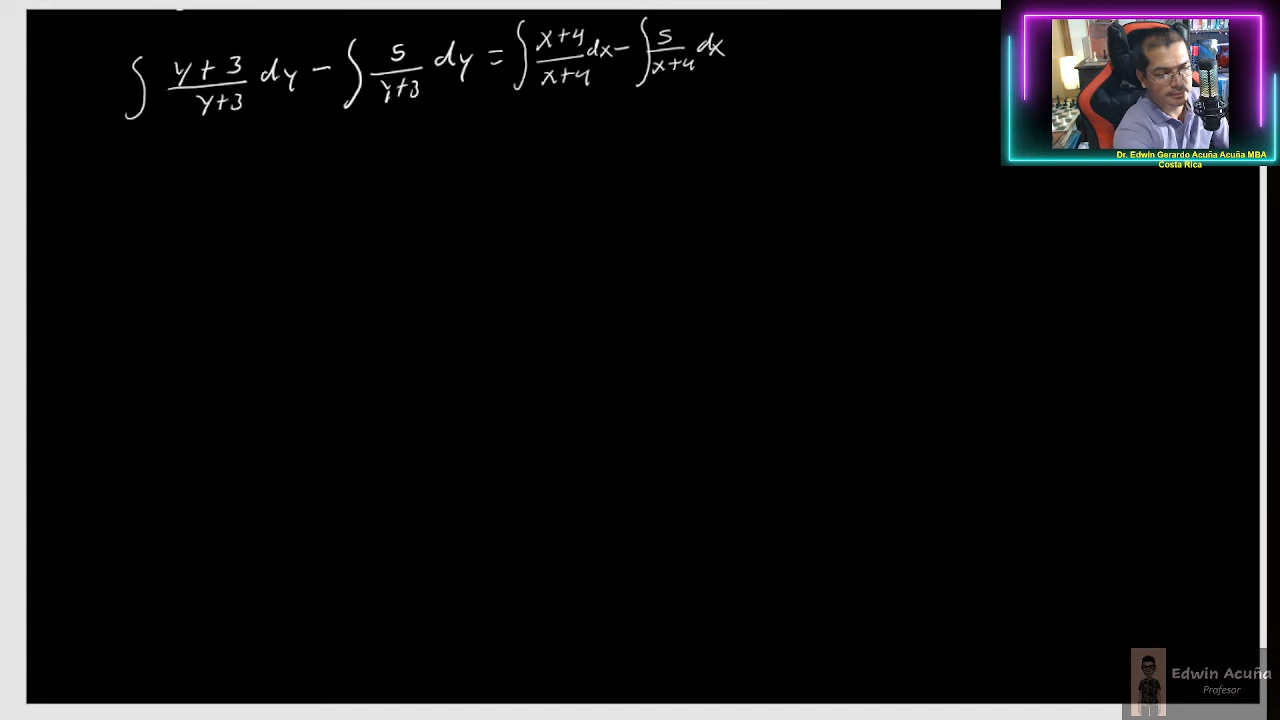 ∫ y+3/y+3 dy − ∫ 5/y+3 dy = ∫ x+4/x+4 dx − ∫ 5/x+4 dx
Dr. Edwin Gerardo Acuña Acuña MBA
Costa Rica
Edwin Acuña
Profesor